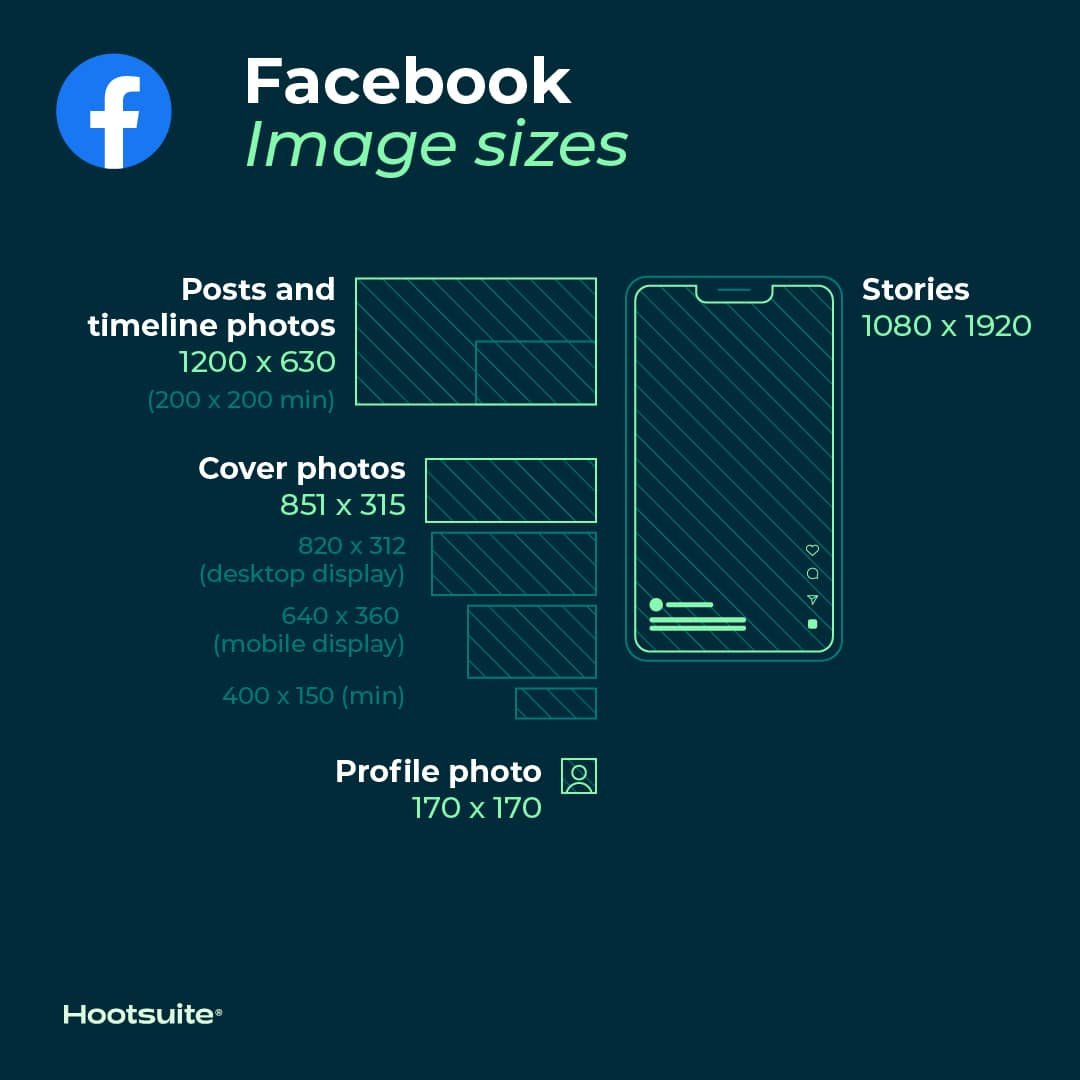 Facebook
Image sizes
Posts and
timeline photos
1200 x 630
(200 x 200 min)
Stories
1080 x 1920
Cover photos
851 x 315
820 x 312
(desktop display)
640 x 360
(mobile display)
400 x 150 (min)
Profile photo
170 x 170
Hootsuite®